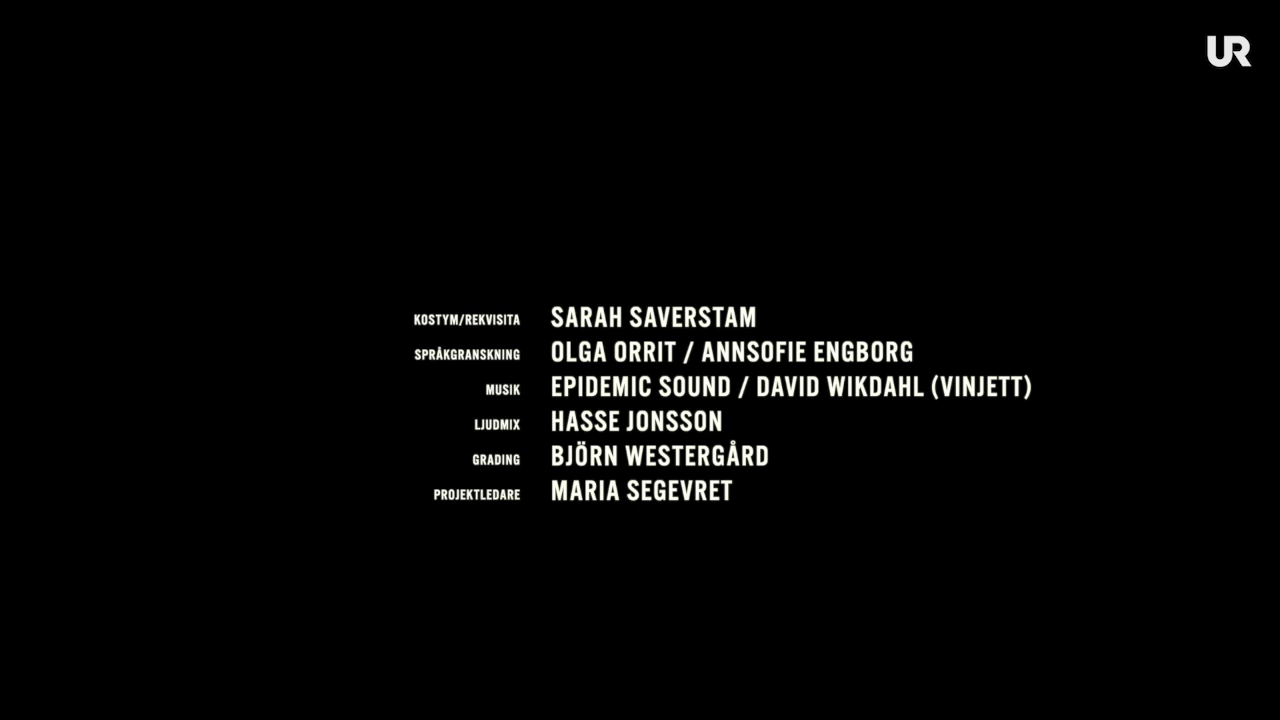 UR
KOSTYM/REKVISITA SARAH SAVERSTAM
SPRÅKGRANSKNING OLGA ORRIT / ANNSOFIE ENGBORG
MUSIK EPIDEMIC SOUND / DAVID WIKDAHL (VINJETT)
LJUDMIX HASSE JONSSON
GRADING BJÖRN WESTERGÅRD
PROJEKTLEDARE MARIA SEGEVRET